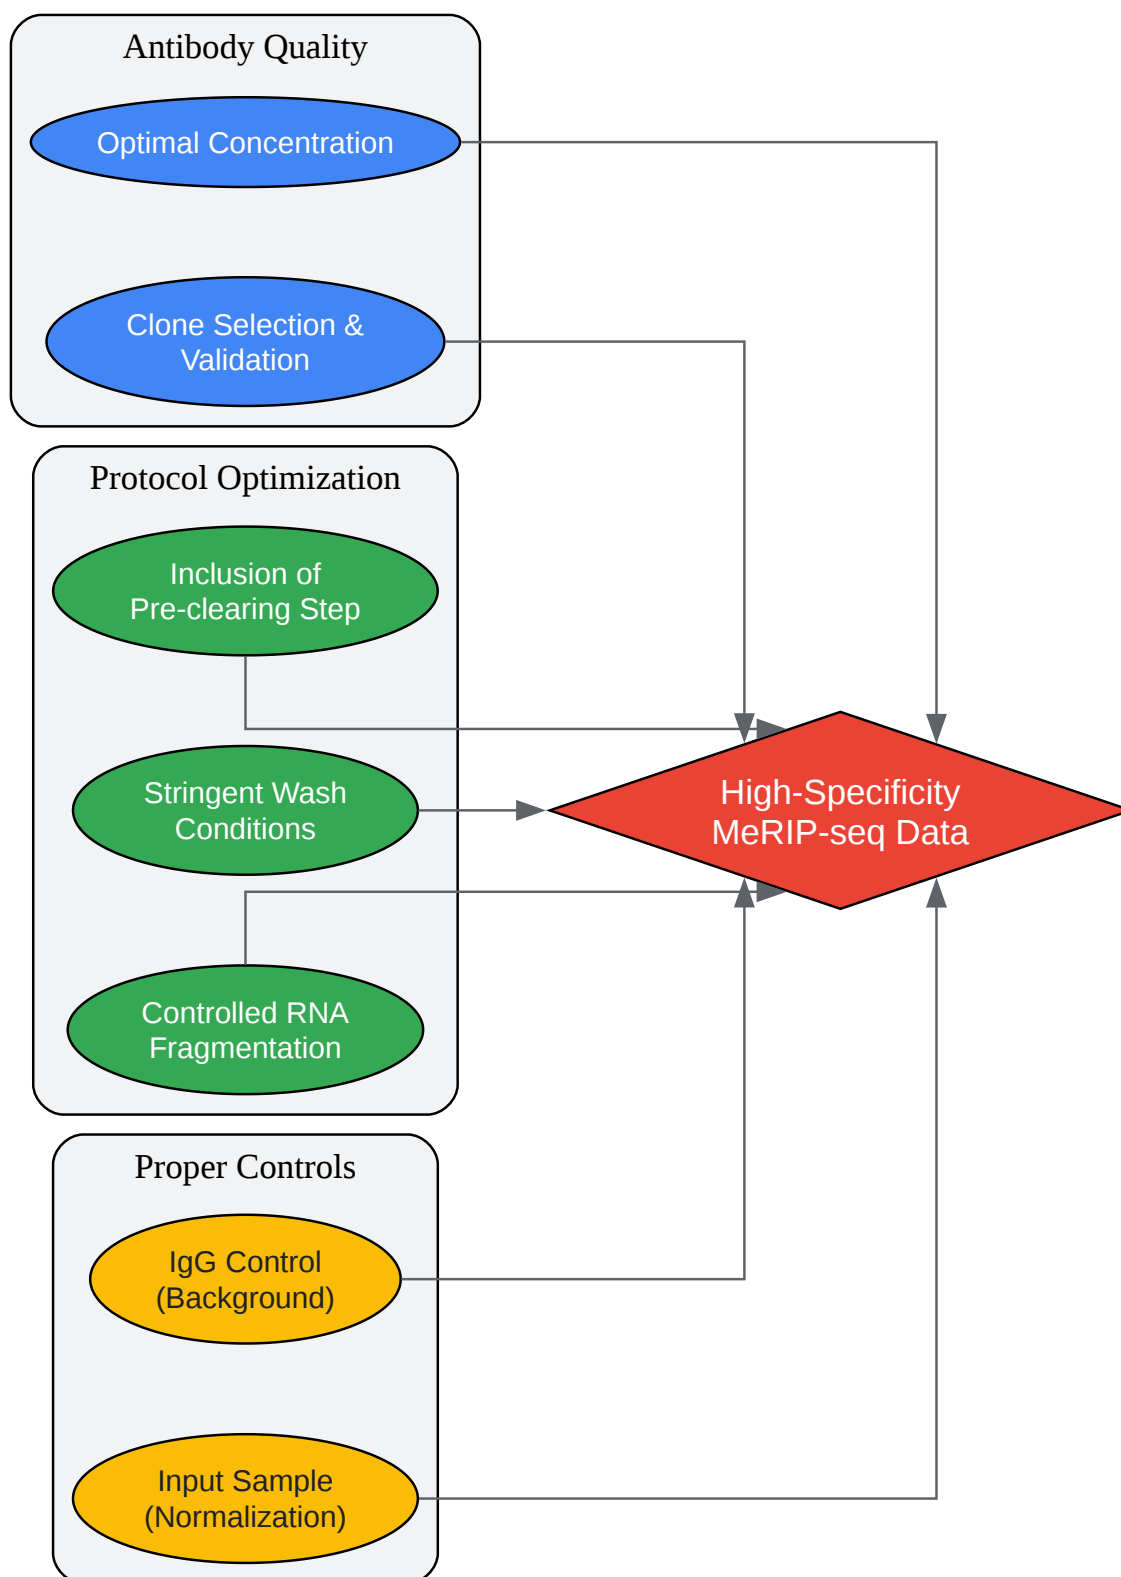 Antibody Quality
Optimal Concentration
Clone Selection &
Validation
Protocol Optimization
Inclusion of
Pre-clearing Step
Stringent Wash
Conditions
Controlled RNA
Fragmentation
Proper Controls
IgG Control
(Background)
Input Sample
(Normalization)
High-Specificity
MeRIP-seq Data